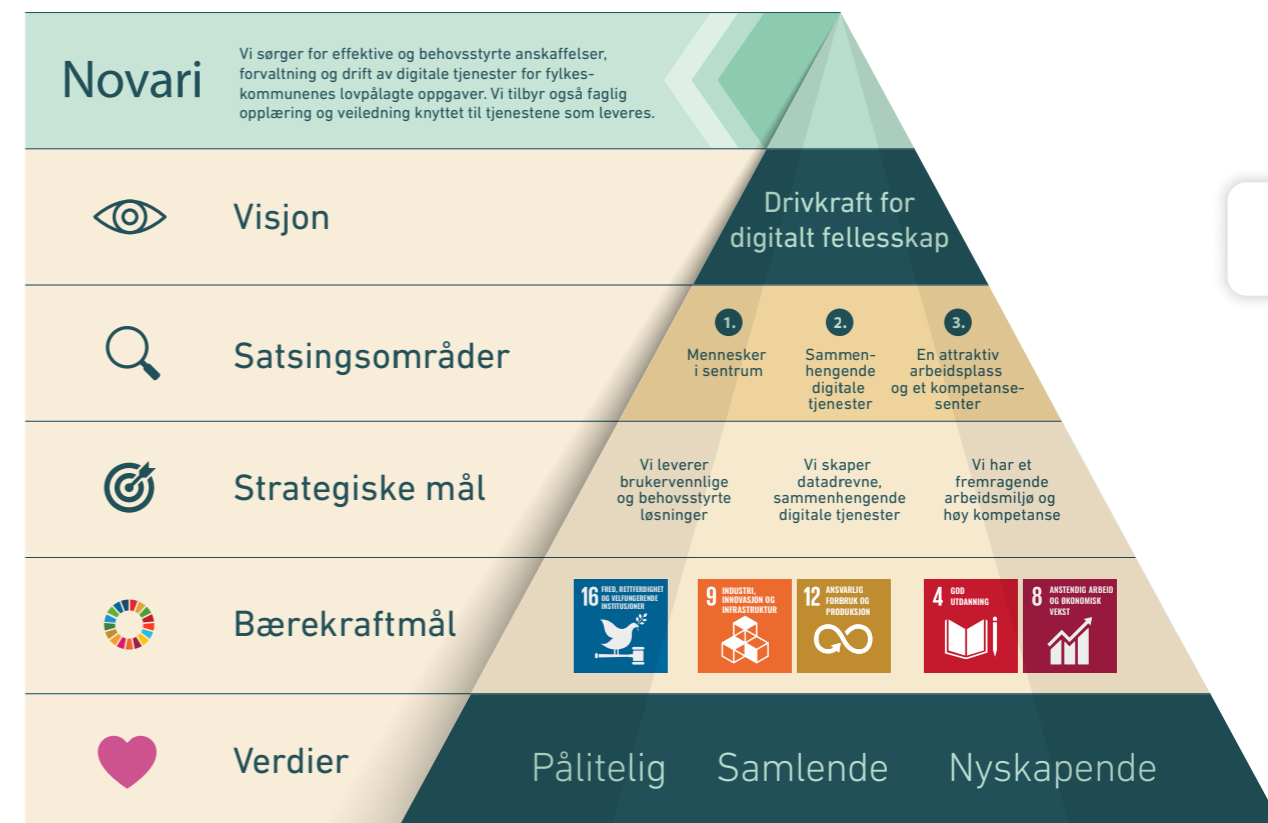 Novari
Vi sørger for effektive og behovsstyrte anskaffelser,
forvaltning og drift av digitale tjenester for fylkes-
kommunenes lovpålagte oppgaver. Vi tilbyr også faglig
opplæring og veiledning knyttet til tjenestene som leveres.
Visjon
Drivkraft for
digitalt fellesskap
Satsingsområder
1.
Mennesker
i sentrum
2.
Sammen-
hengende
digitale
tjenester
3.
En attraktiv
arbeidsplass
og et kompetanse-
senter
Strategiske mål
Vi leverer
brukervennlige
og behovsstyrte
løsninger
Vi skaper
datadrevne,
sammenhengende
digitale tjenester
Vi har et
fremragende
arbeidsmiljø og
høy kompetanse
Bærekraftmål
16 FRED, RETTFERDIGHET
OG VELFUNGERENDE
INSTITUSJONER
9 INDUSTRI,
INNOVASJON OG
INFRASTRUKTUR
12 ANSVARLIG
FORBRUK OG
PRODUKSJON
4 GOD
UTDANNING
8 ANSTENDIG ARBEID
OG ØKONOMISK
VEKST
Verdier
Pålitelig Samlende Nyskapende